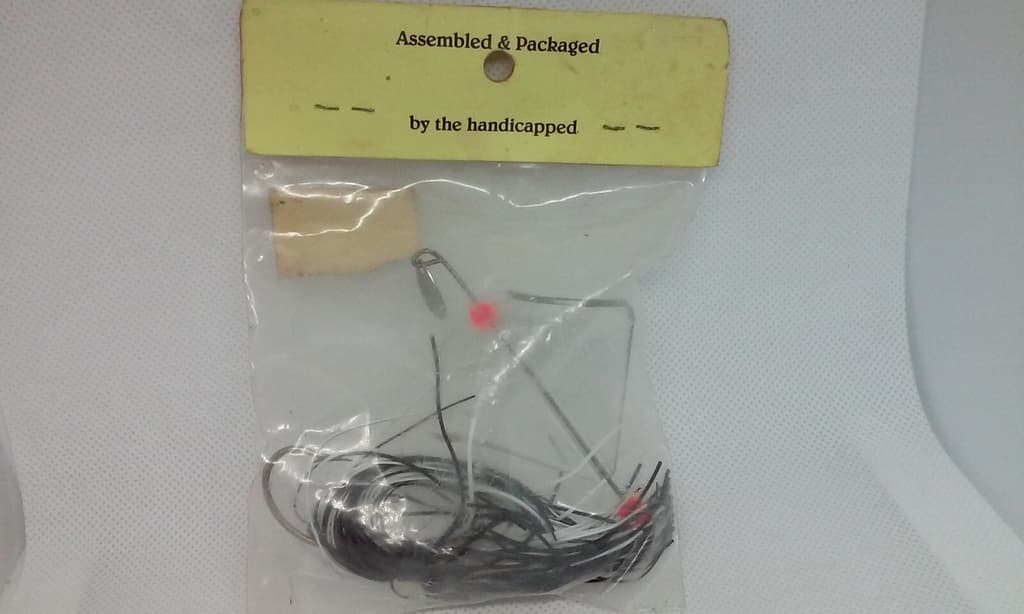 Assembled & Packaged
by the handicapped